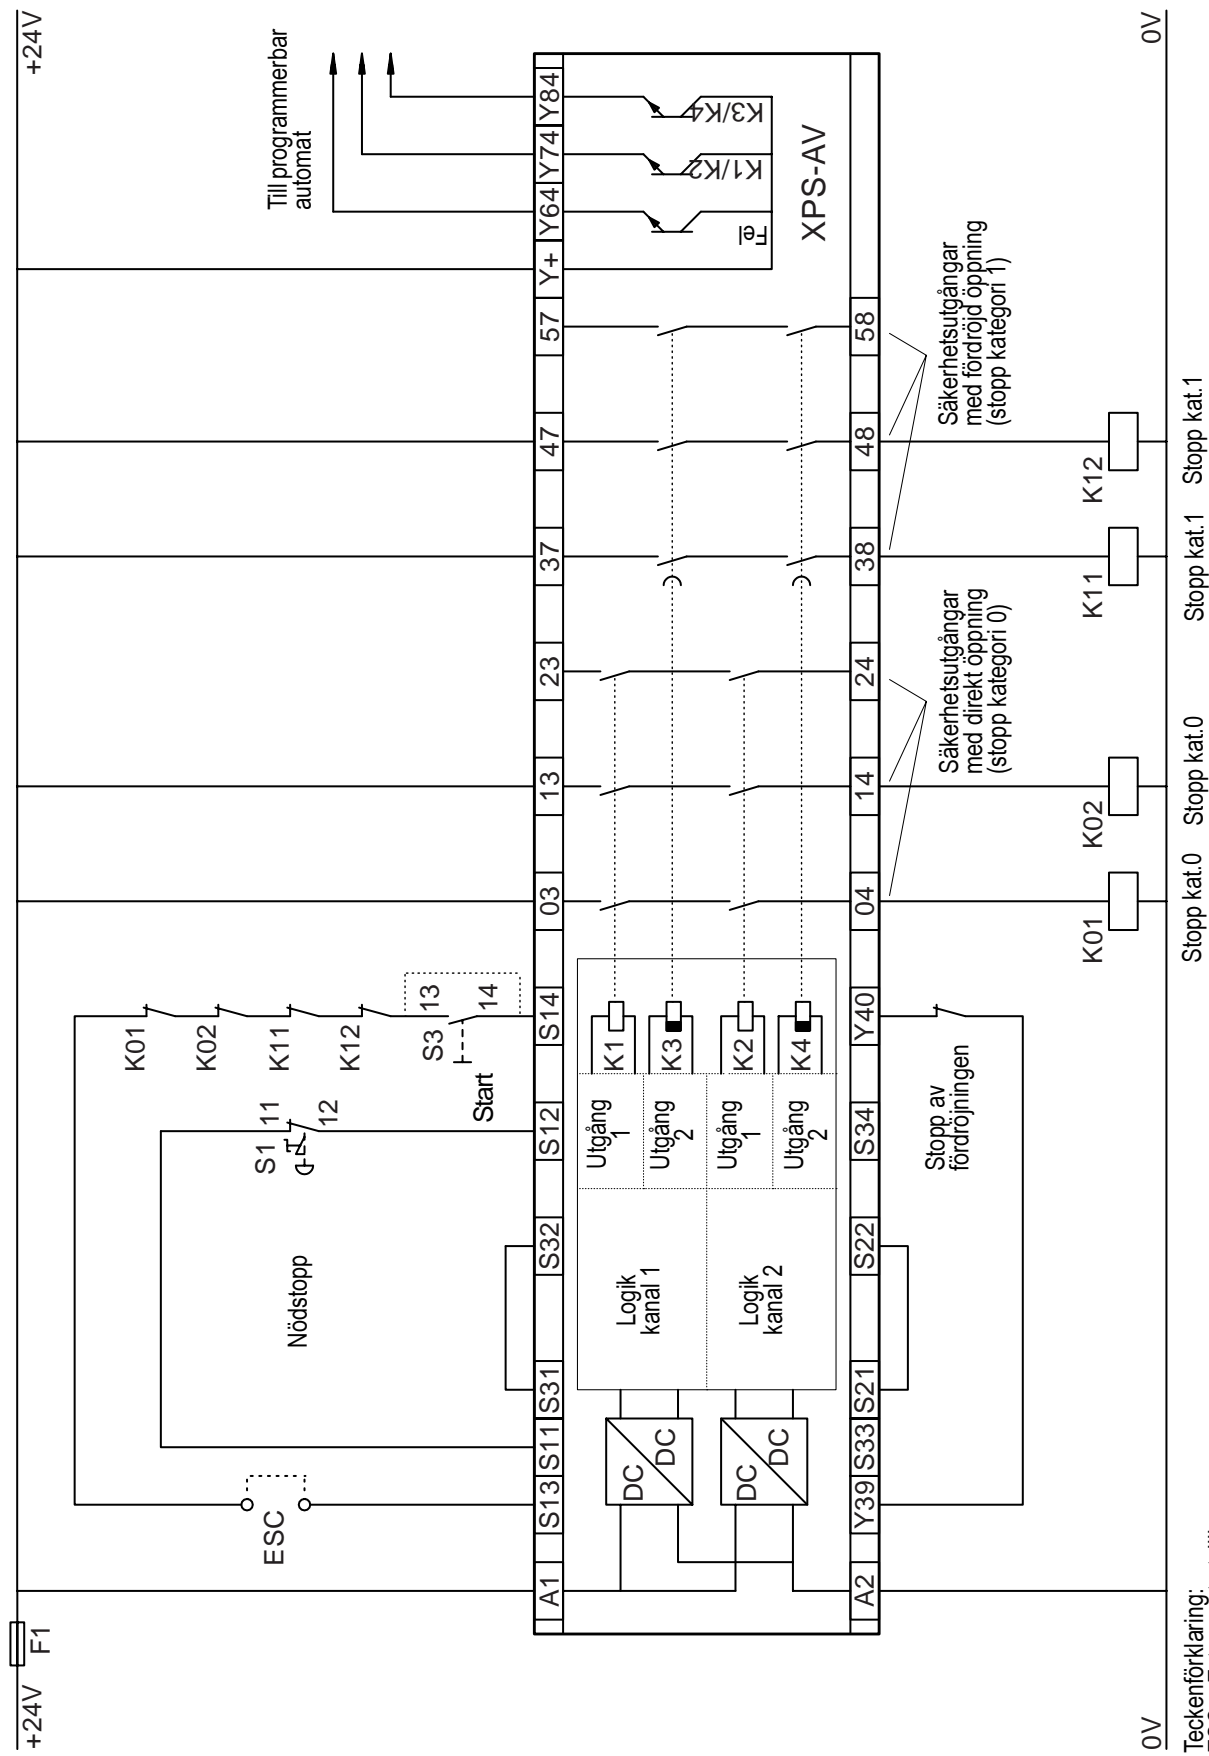 +24V
F1
+24V
Till programmerbar
automat
ESC
Nödstopp
S1
11
12
K01
K02
K11
K12
S3
13
14
Start
A1
S13
S11
S31
S32
S12
S14
03
13
23
37
47
57
Y+
Y64
Y74
Y84
DC
DC
DC
DC
Logik
kanal 1
Logik
kanal 2
Utgång
1
Utgång
2
Utgång
1
Utgång
2
K1
K3
K2
K4
Fel
K1/K2
K3/K4
XPS-AV
A2
Y39
S33
S21
S22
S34
Y40
04
14
24
38
48
58
Stopp av
fördröjningen
Säkerhetsutgångar
med direkt öppning
(stopp kategori 0)
Säkerhetsutgångar
med fördröjd öppning
(stopp kategori 1)
K01
K02
K11
K12
0V
0V
Stopp kat.0
Stopp kat.0
Stopp kat.1
Stopp kat.1
Teckenförklaring: